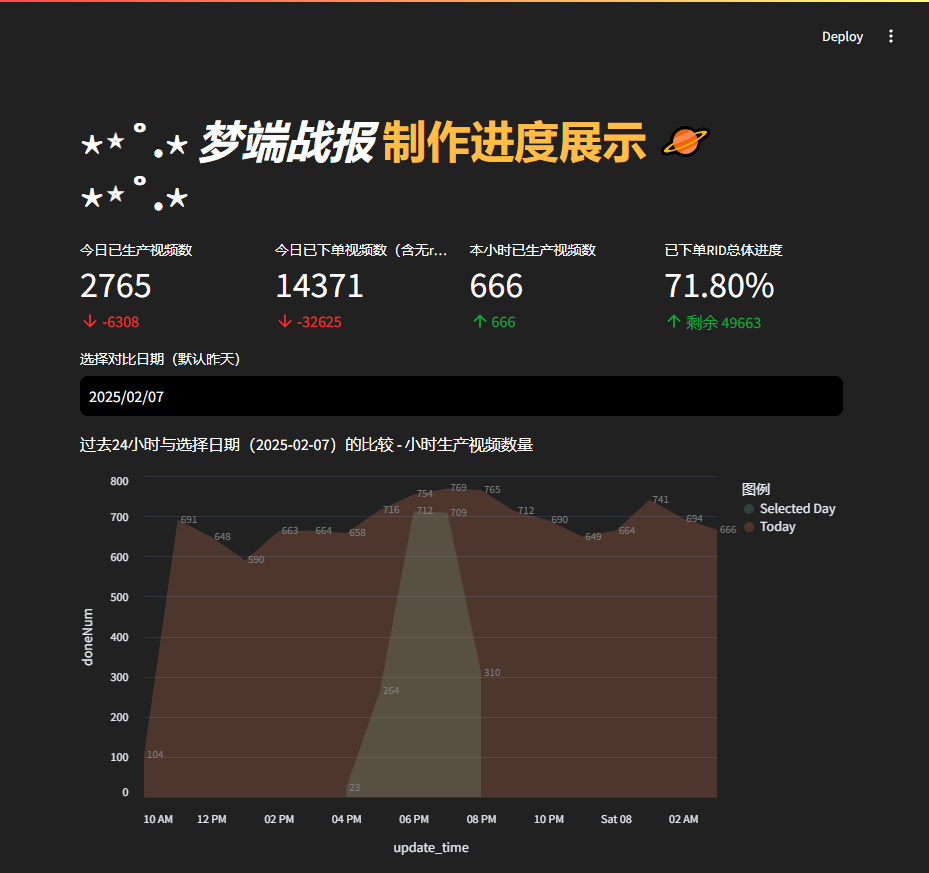 Deploy
⋆⋆˚.⋆ 梦端战报 制作进度展示 🪐
⋆⋆˚.⋆
今日已生产视频数
今日已下单视频数（含无r...
本小时已生产视频数
已下单RID总体进度
2765
14371
666
71.80%
-6308
-32625
666
剩余 49663
选择对比日期（默认昨天）
2025/02/07
过去24小时与选择日期（2025-02-07）的比较 - 小时生产视频数量
图例
Selected Day
Today
doneNum
800
700
600
500
400
300
200
100
0
104
691
648
590
663
664
658
716
754
769
765
712
690
649
664
741
694
666
23
264
712
709
310
10 AM
12 PM
02 PM
04 PM
06 PM
08 PM
10 PM
Sat 08
02 AM
update_time